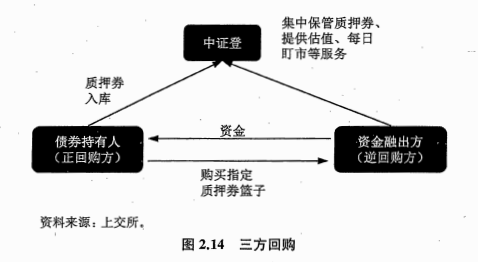 集中保管质押券、
提供估值、每日
盯市等服务
中证登
质押券
入库
债券持有人
（正回购方）
资金
资金融出方
（逆回购方）
购买指定
质押券篮子
资料来源：上交所。
图 2.14 三方回购